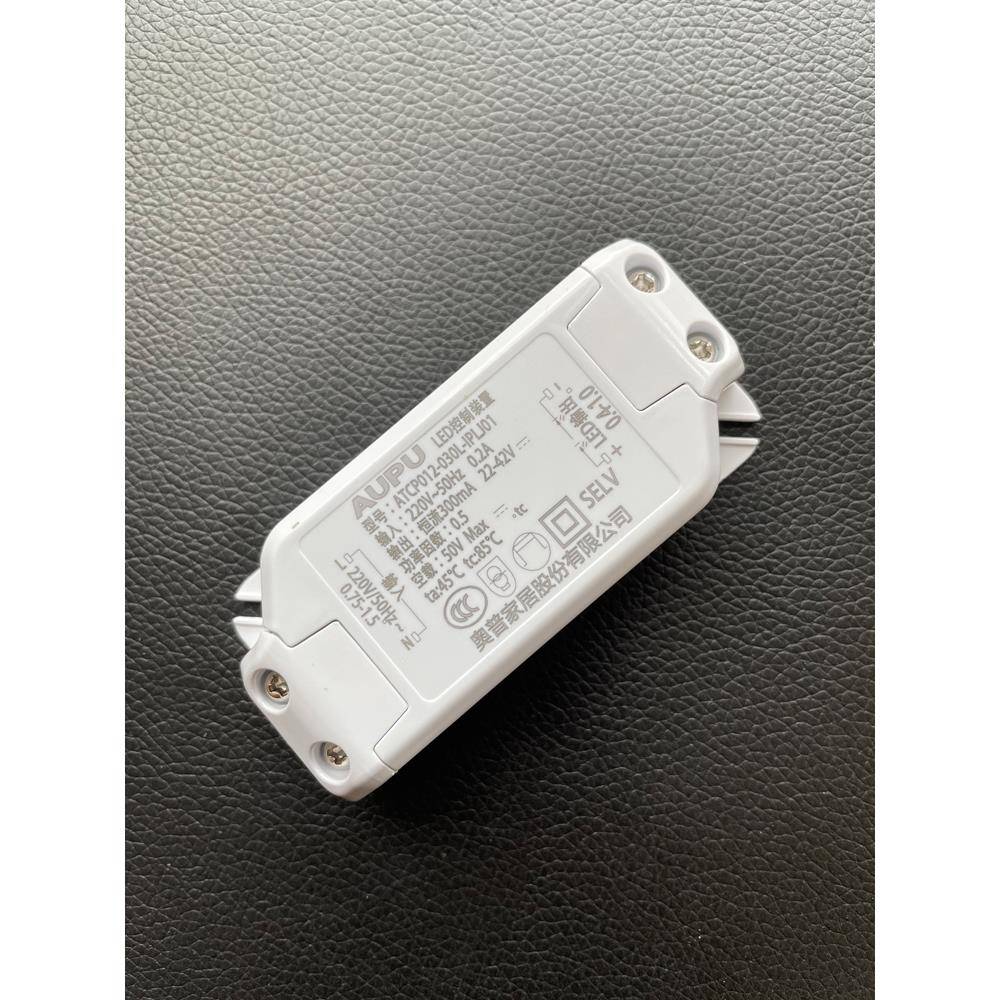 AUPU LED控制装置
型号：ATCP012-030L-IPLJ01
输入：220V~50Hz 0.2A
输出：恒流300mA 22-42V⎓
功率因数：0.5
空载：50V Max ⎓
ta:45℃ tc:85℃
°tc
SELV
奥普家居股份有限公司
L
220V/50Hz
输入
~
0.75-1.5
N
－
LED输出。
0.4-1.0
+